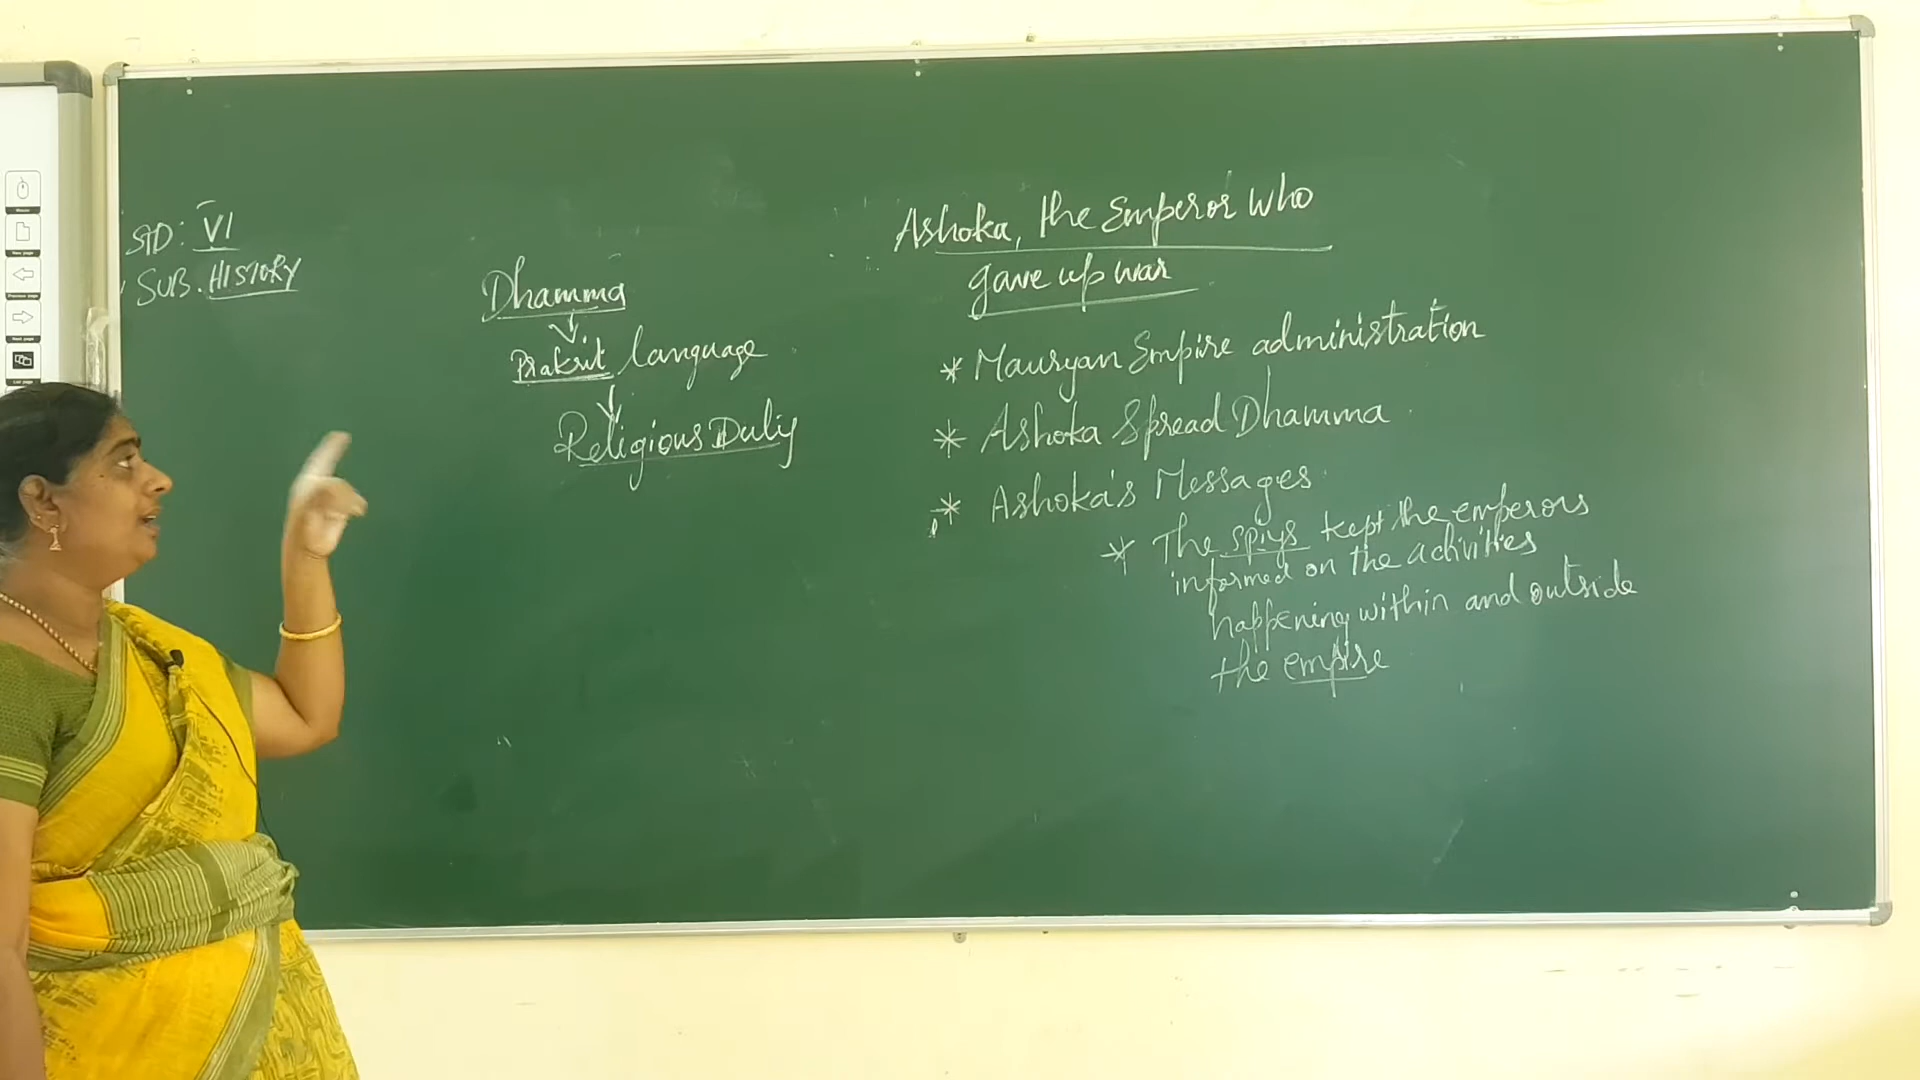 STD: VI
SUB. HISTORY
Dhamma
Prakrit language
Religious Duty
Ashoka, the Emperor who
gave up war
* Mauryan Empire administration
* Ashoka Spread Dhamma
* Ashoka's Messages
* The spiys kept the emperors
informed on the activities
happening within and outside
the empire